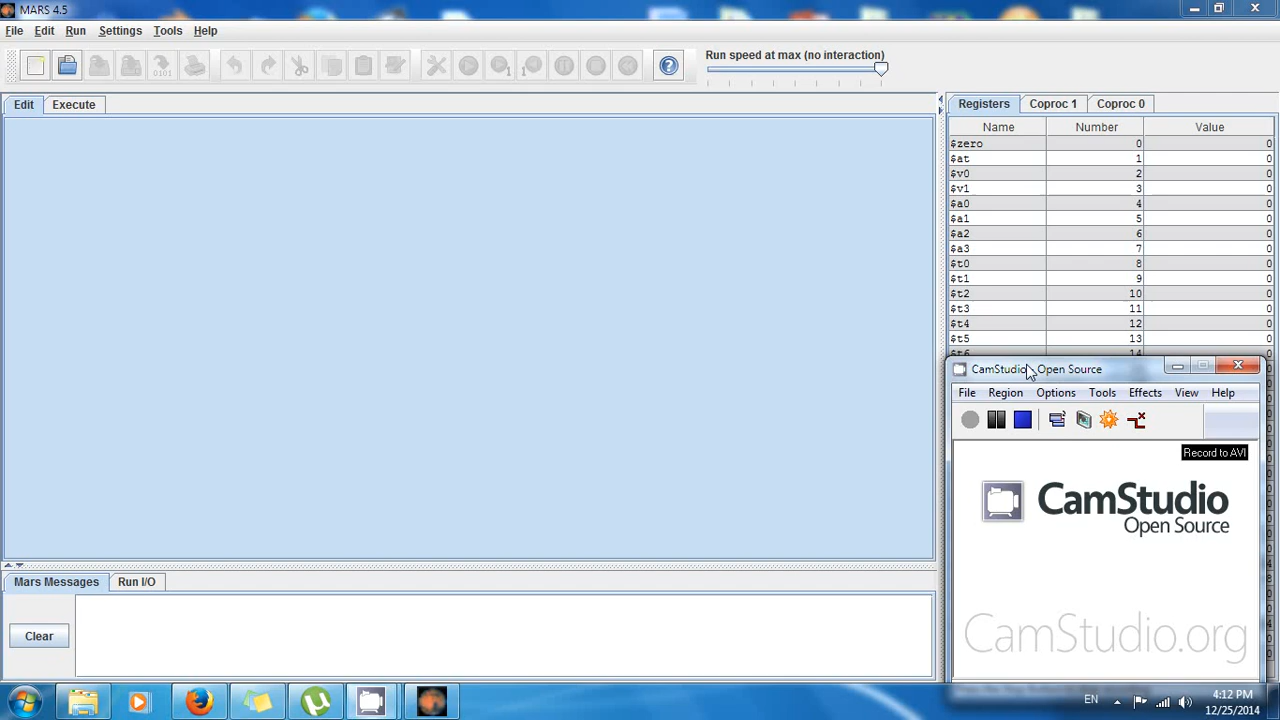 MARS 4.5
File Edit Run Settings Tools Help
Run speed at max (no interaction)
Edit Execute
Registers Coproc 1 Coproc 0
Name Number Value
$zero 0 0
$at 1 0
$v0 2 0
$v1 3 0
$a0 4 0
$a1 5 0
$a2 6 0
$a3 7 0
$t0 8 0
$t1 9 0
$t2 10 0
$t3 11 0
$t4 12 0
$t5 13 0
$t6 14
CamStudio Open Source
File Region Options Tools Effects View Help
Record to AVI
CamStudio
Open Source
CamStudio.org
Mars Messages Run I/O
Clear
EN
4:12 PM
12/25/2014